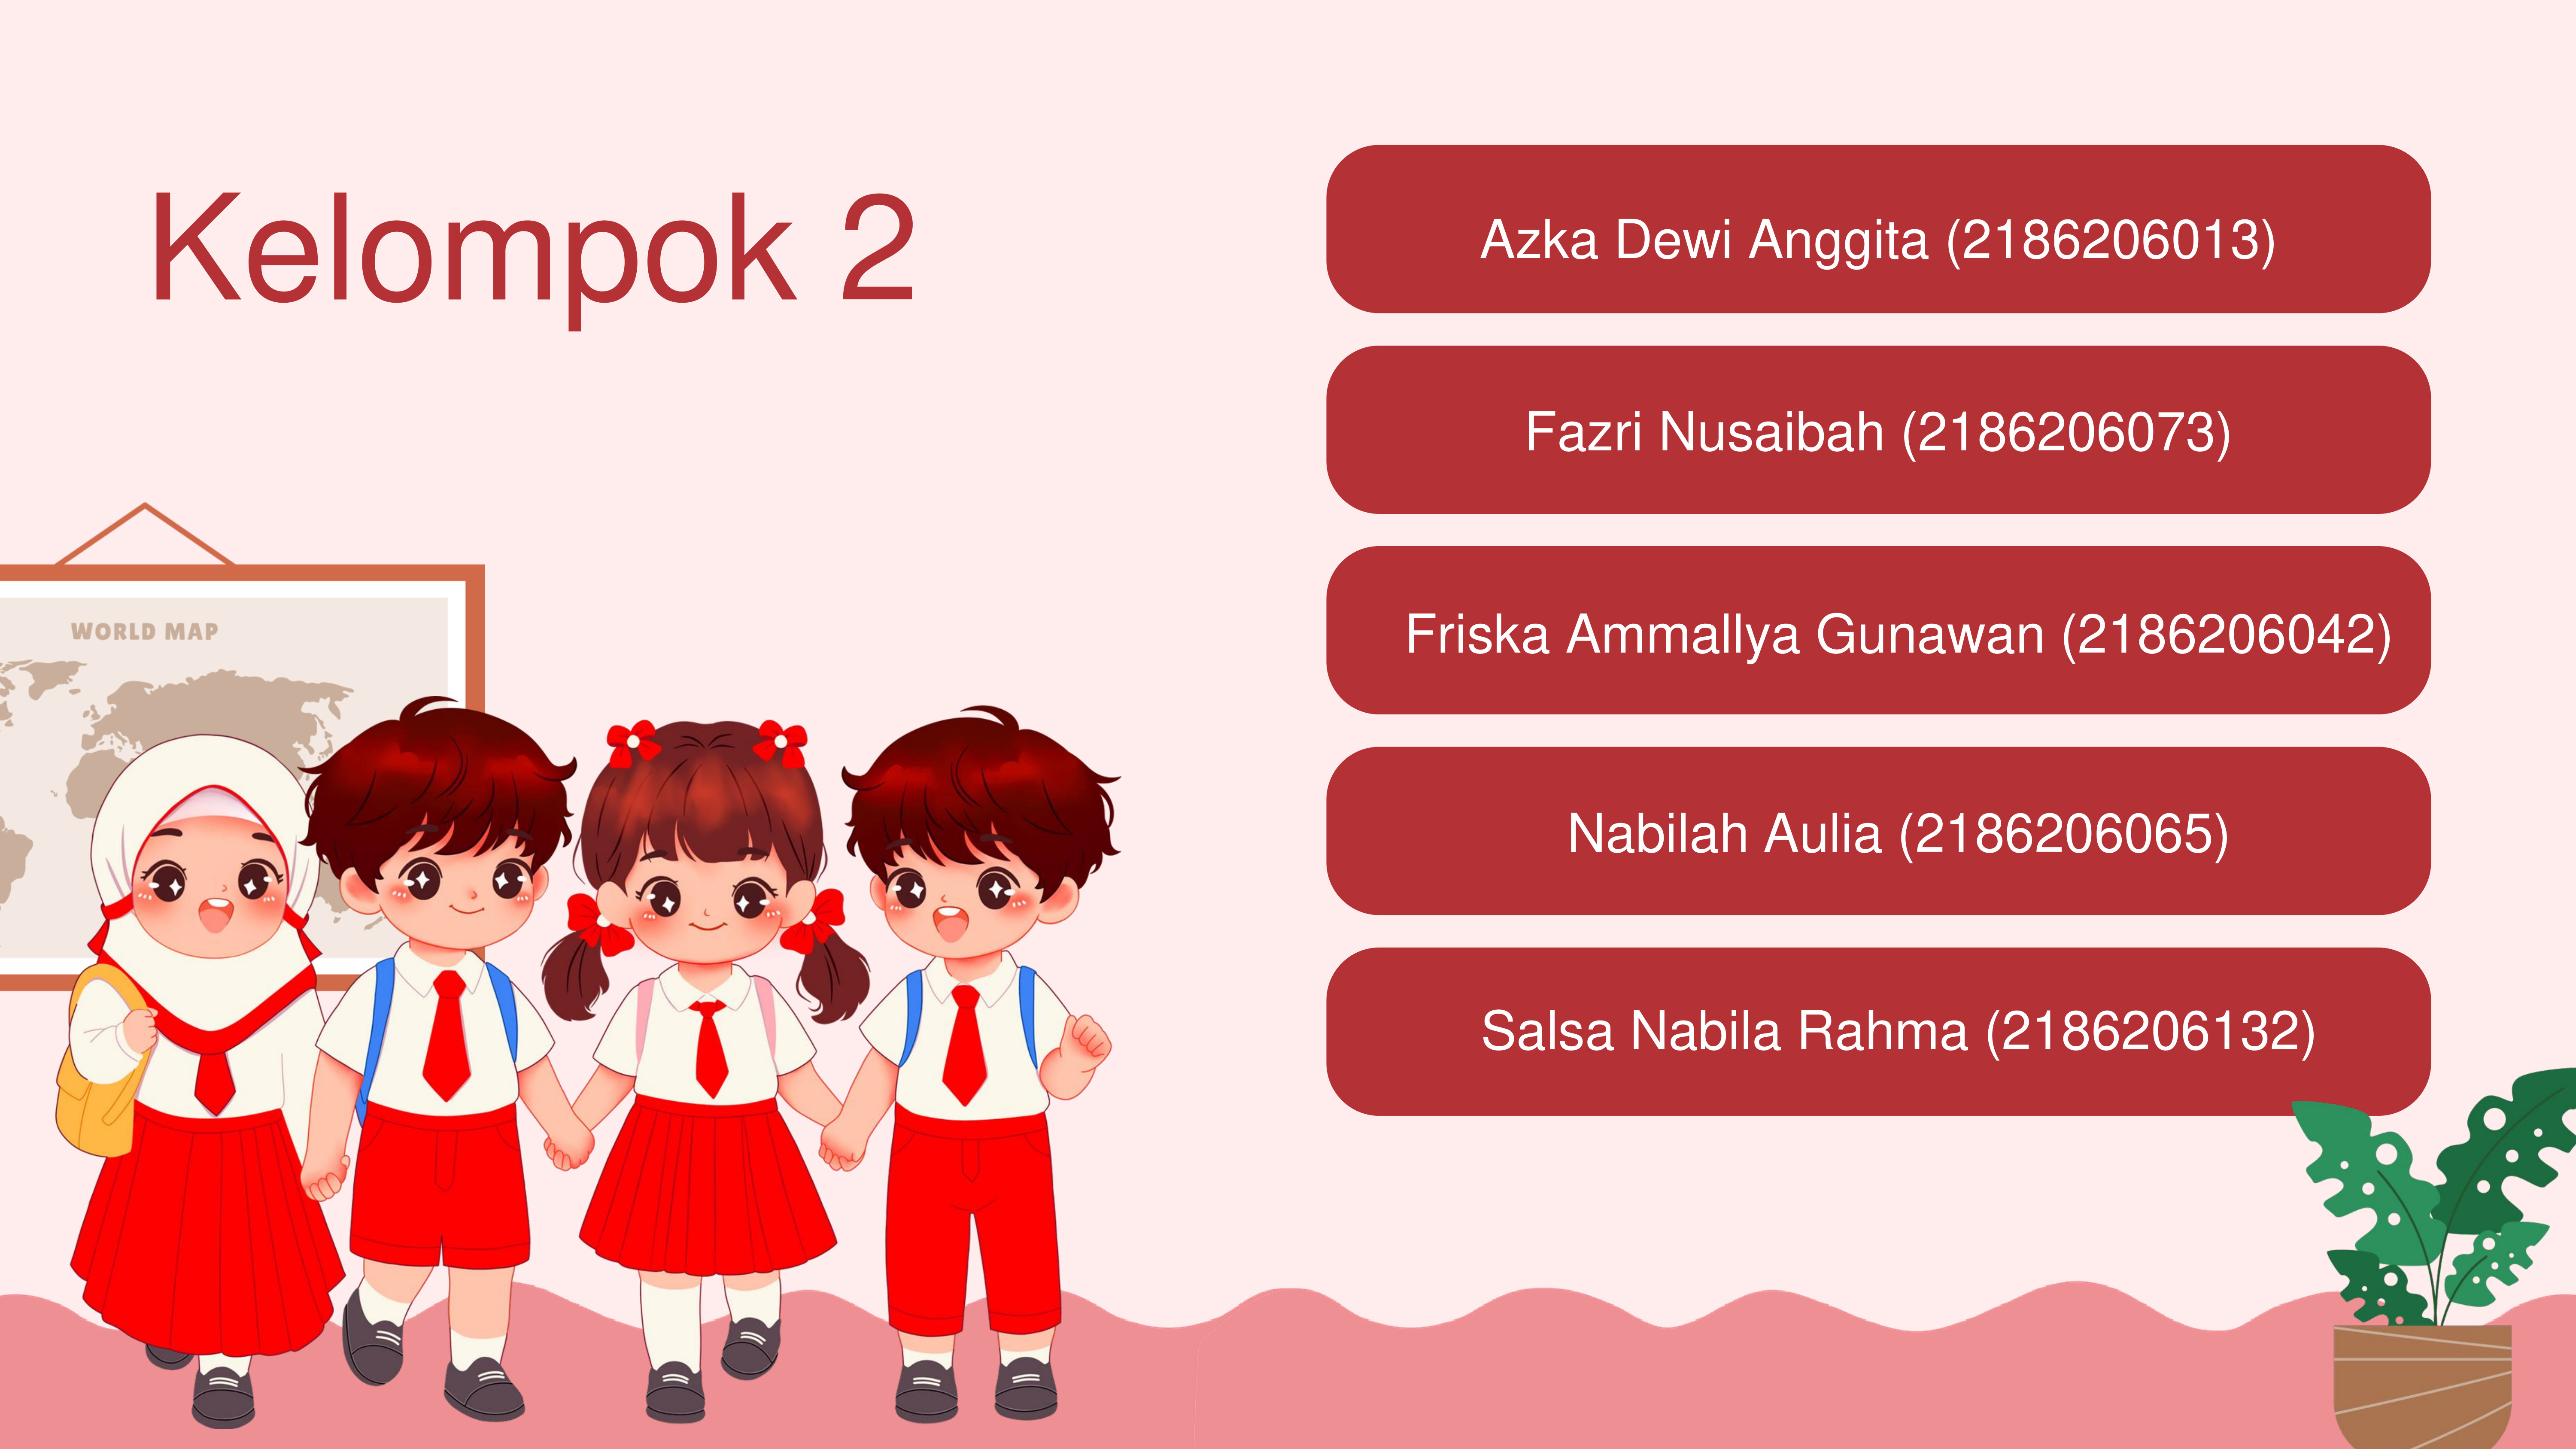 Kelompok 2
WORLD MAP
Azka Dewi Anggita (2186206013)
Fazri Nusaibah (2186206073)
Friska Ammallya Gunawan (2186206042)
Nabilah Aulia (2186206065)
Salsa Nabila Rahma (2186206132)